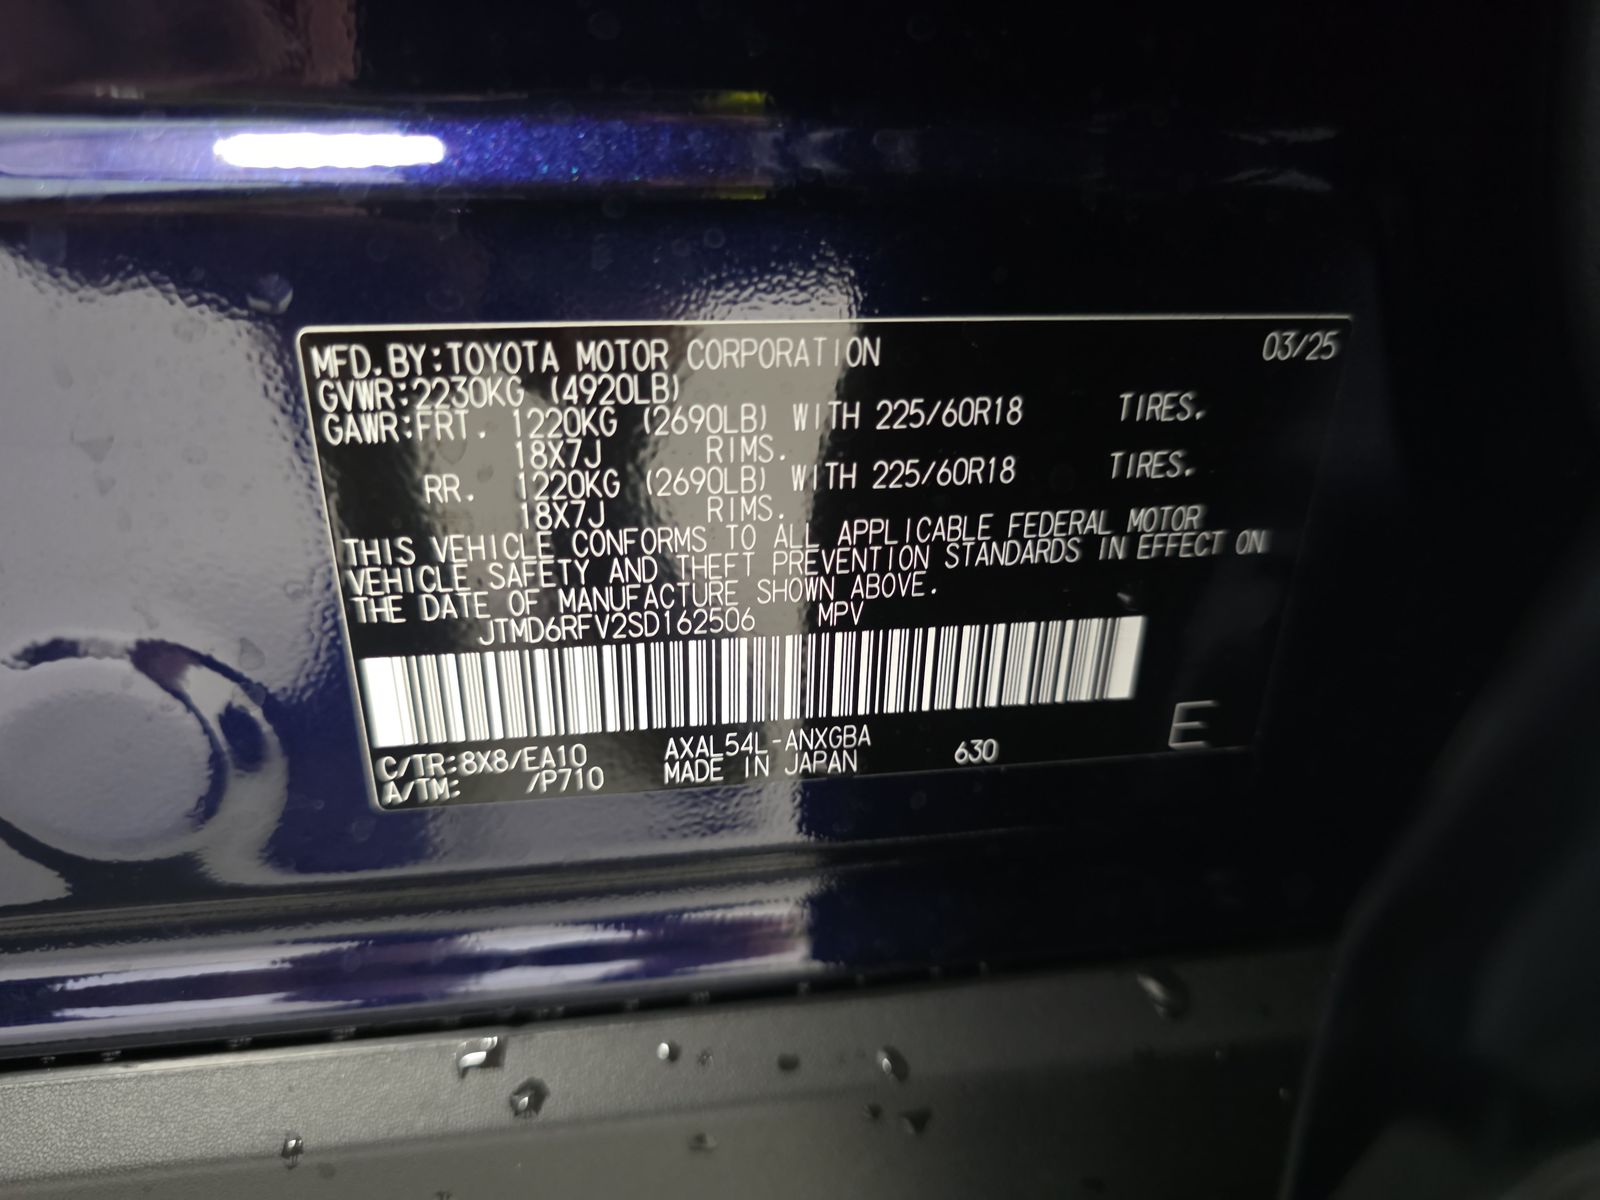 MFD.BY:TOYOTA MOTOR CORPORATION 03/25
GVWR:2230KG (4920LB)
GAWR:FRT. 1220KG (2690LB) WITH 225/60R18 TIRES.
18X7J RIMS.
RR. 1220KG (2690LB) WITH 225/60R18 TIRES.
18X7J RIMS.
THIS VEHICLE CONFORMS TO ALL APPLICABLE FEDERAL MOTOR
VEHICLE SAFETY AND THEFT PREVENTION STANDARDS IN EFFECT ON
THE DATE OF MANUFACTURE SHOWN ABOVE.
JTMD6RFV2SD162506 MPV
C/TR:8X8/EA10 AXAL54L-ANXGBA 630 E
A/TM: /P710 MADE IN JAPAN